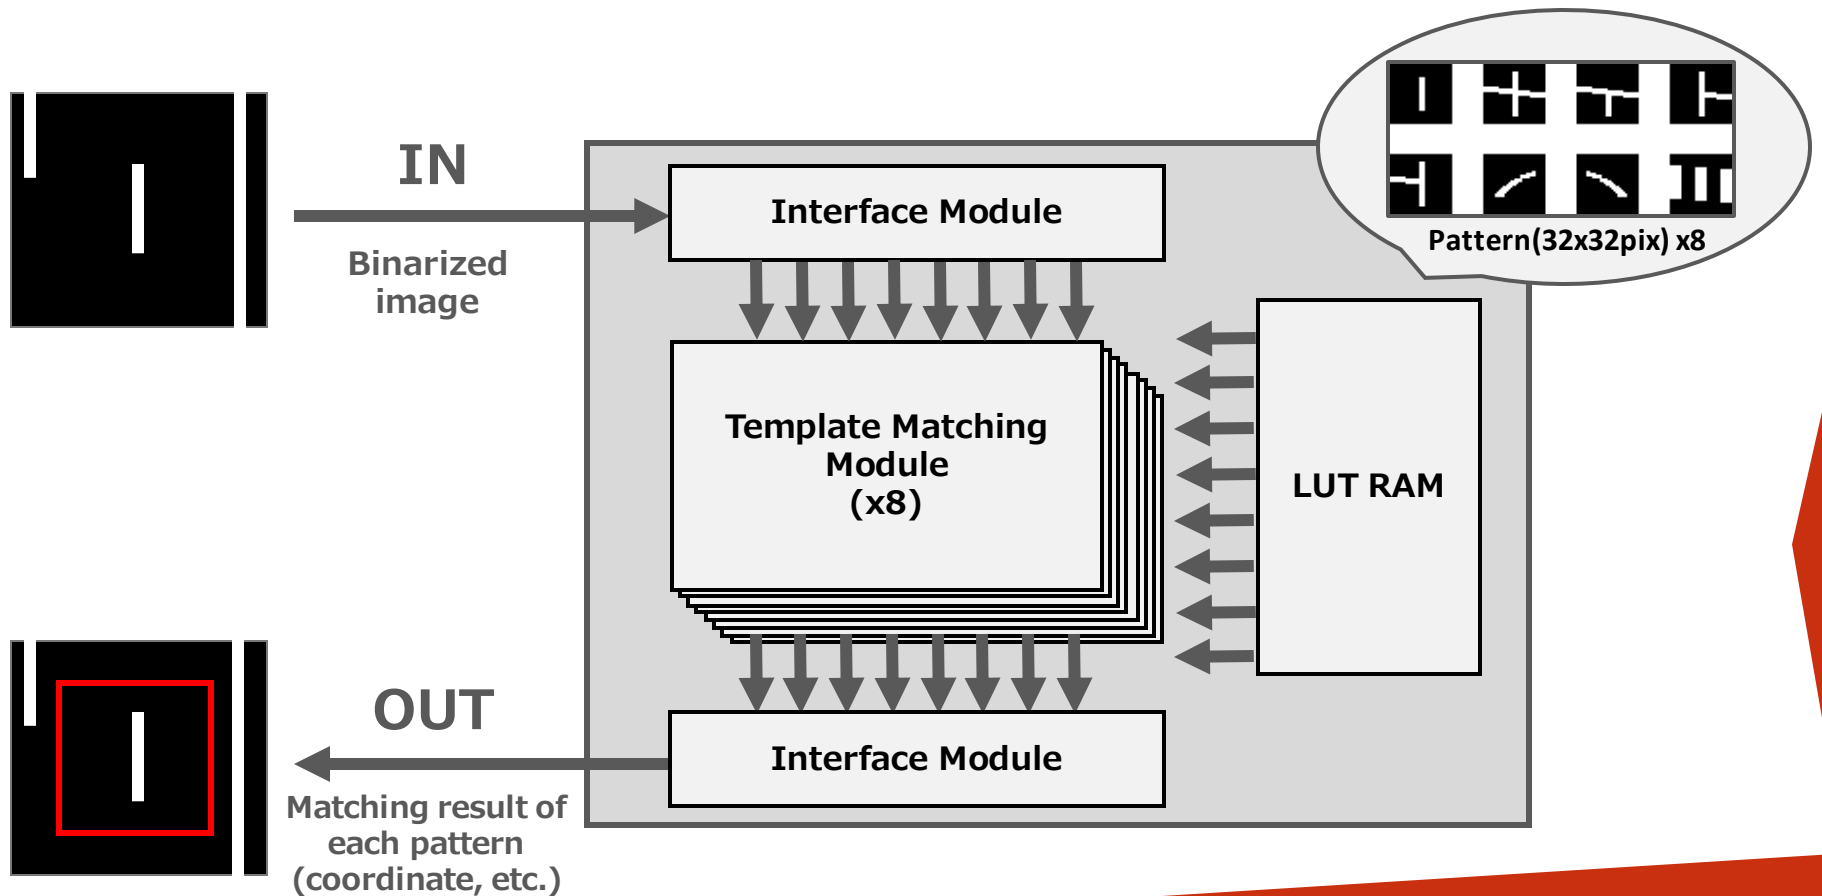 IN
Binarized
image
Interface Module
Pattern(32x32pix) x8
Template Matching
Module
(x8)
LUT RAM
OUT
Matching result of
each pattern
(coordinate, etc.)
Interface Module